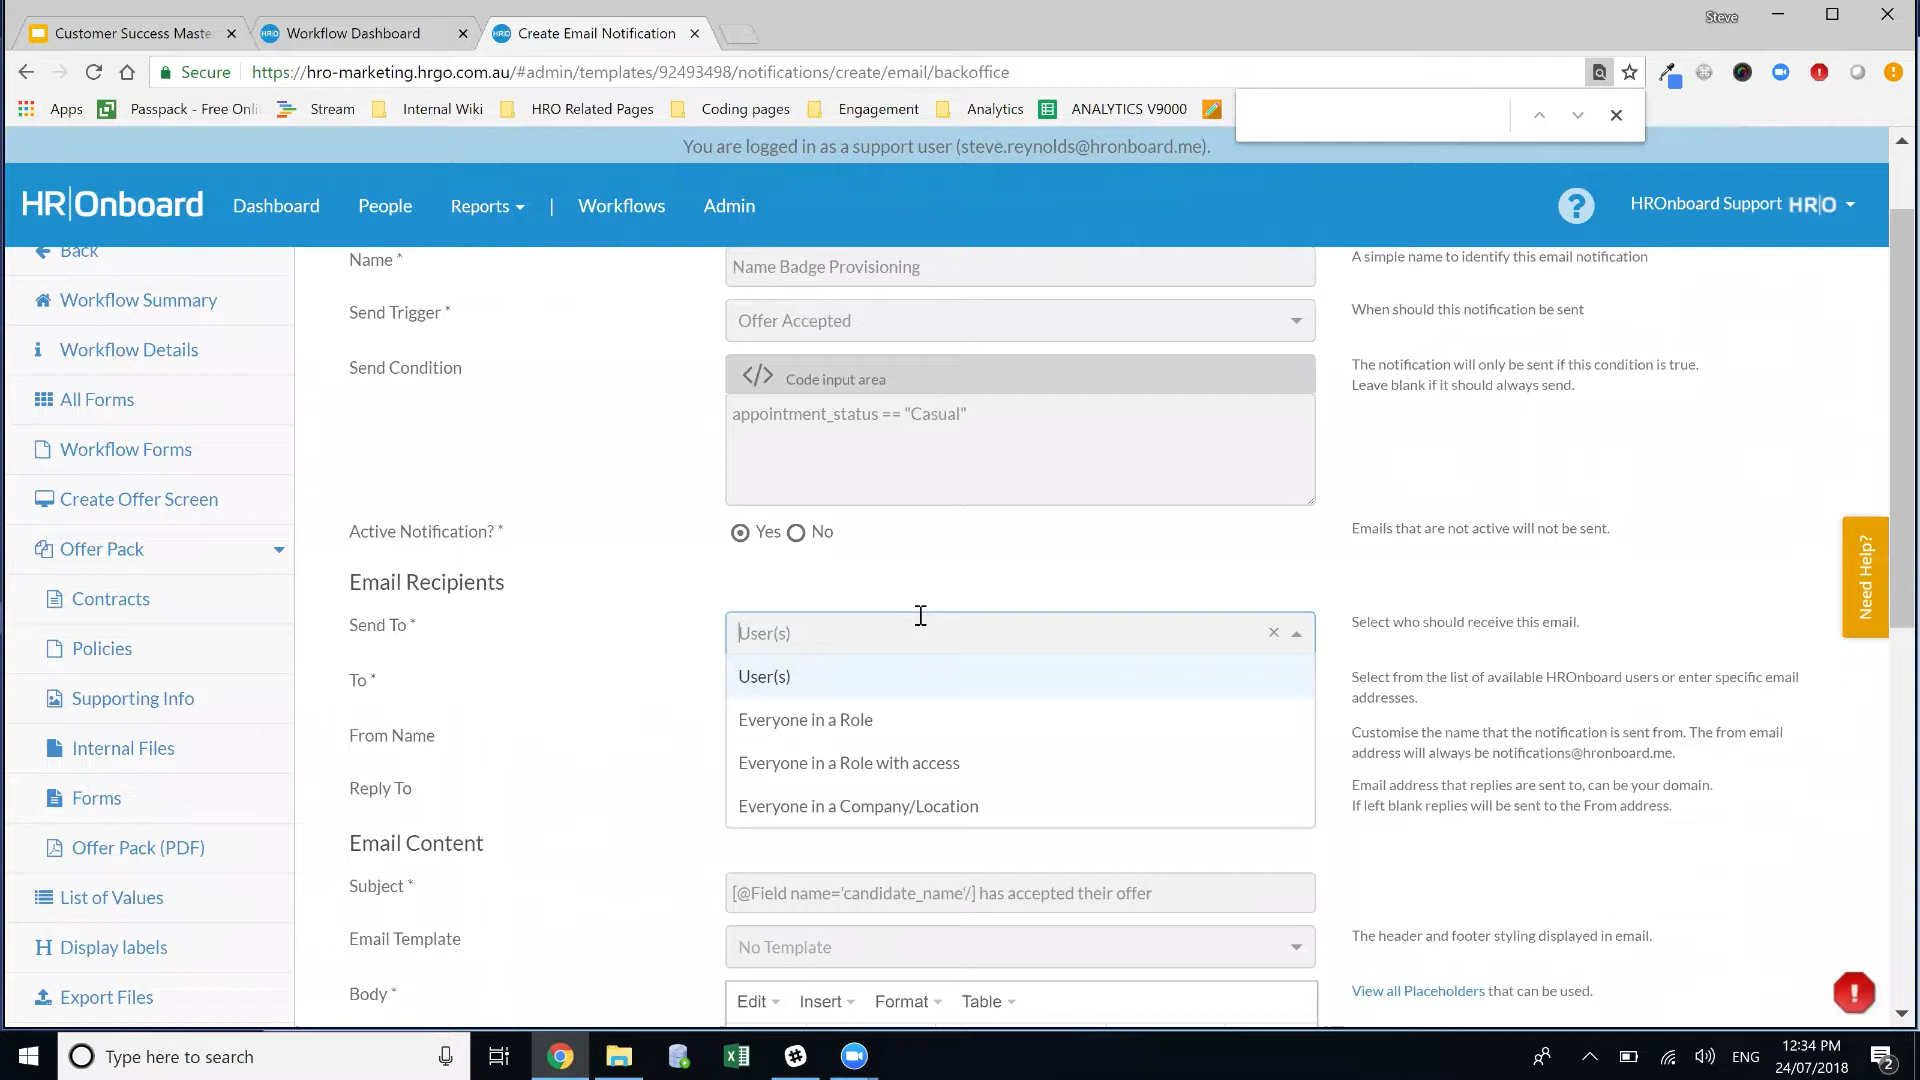 Steve
Customer Success Maste
Workflow Dashboard
Create Email Notification
Secure
https://hro-marketing.hrgo.com.au/#admin/templates/92493498/notifications/create/email/backoffice
Apps
Passpack - Free Onli
Stream
Internal Wiki
HRO Related Pages
Coding pages
Engagement
Analytics
ANALYTICS V9000
You are logged in as a support user (steve.reynolds@hronboard.me).
HR|Onboard
Dashboard
People
Reports
|
Workflows
Admin
?
HROnboard Support HR|O
Back
Workflow Summary
Workflow Details
All Forms
Workflow Forms
Create Offer Screen
Offer Pack
Contracts
Policies
Supporting Info
Internal Files
Forms
Offer Pack (PDF)
List of Values
Display labels
Export Files
Name *
Name Badge Provisioning
A simple name to identify this email notification
Send Trigger *
Offer Accepted
When should this notification be sent
Send Condition
</> Code input area
appointment_status == "Casual"
The notification will only be sent if this condition is true.
Leave blank if it should always send.
Active Notification? *
Yes
No
Emails that are not active will not be sent.
Email Recipients
Send To *
User(s)
Select who should receive this email.
User(s)
Everyone in a Role
Everyone in a Role with access
Everyone in a Company/Location
To *
Select from the list of available HROnboard users or enter specific email
addresses.
From Name
Customise the name that the notification is sent from. The from email
address will always be notifications@hronboard.me.
Reply To
Email address that replies are sent to, can be your domain.
If left blank replies will be sent to the From address.
Email Content
Subject *
[@Field name='candidate_name'/] has accepted their offer
Email Template
No Template
The header and footer styling displayed in email.
Body *
Edit
Insert
Format
Table
View all Placeholders that can be used.
Need Help?
Type here to search
ENG
12:34 PM
24/07/2018
2